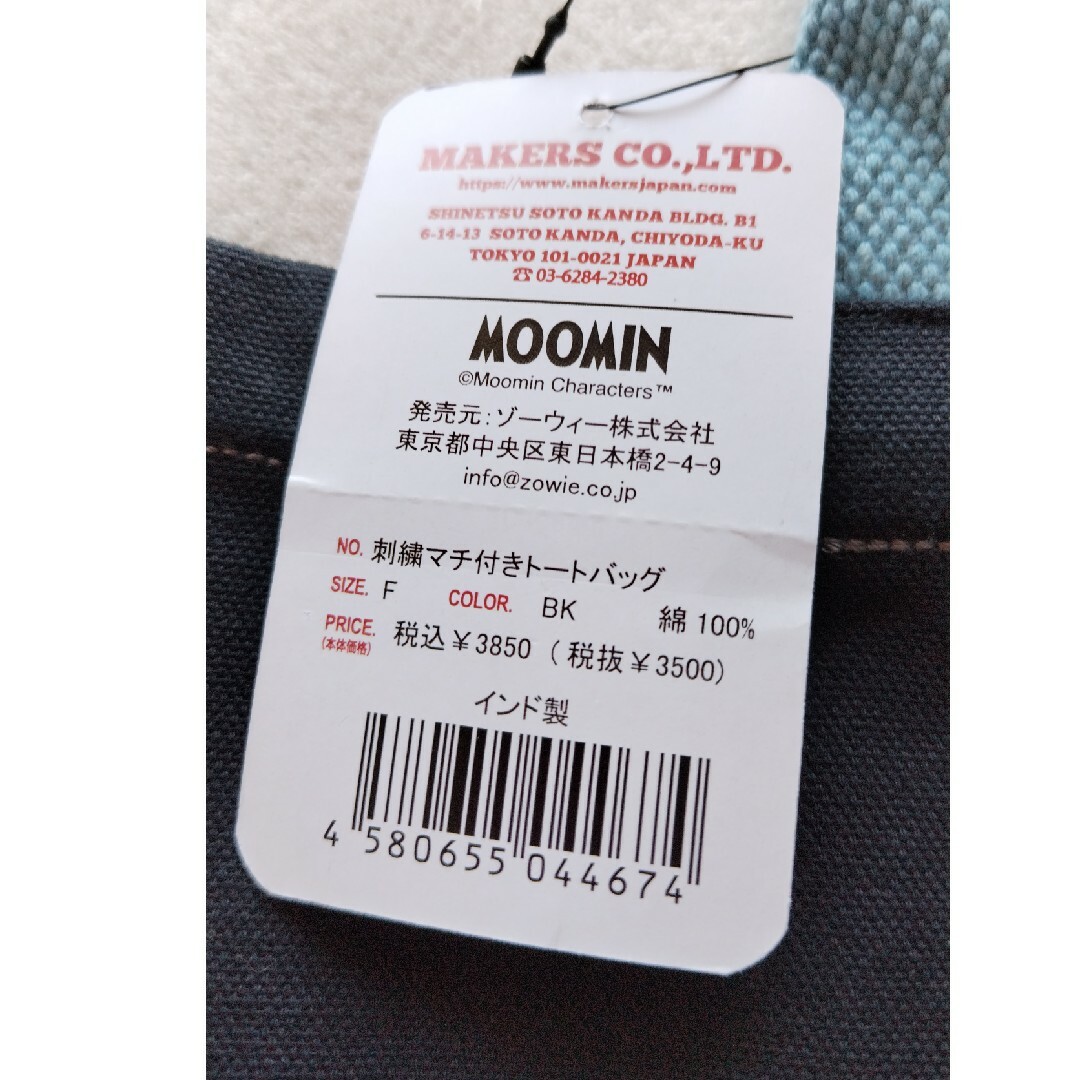 MAKERS CO.,LTD.
https://www.makersjapan.com
SHINETSU SOTO KANDA BLDG. B1
6-14-13 SOTO KANDA, CHIYODA-KU
TOKYO 101-0021 JAPAN
☎ 03-6284-2380
MOOMIN
©Moomin Characters™
発売元：ゾーウィー株式会社
東京都中央区東日本橋2-4-9
info@zowie.co.jp
NO. 刺繍マチ付きトートバッグ
SIZE. F COLOR. BK 綿 100%
PRICE. 税込￥3850（税抜￥3500）
(本体価格)
インド製
4 580655 044674